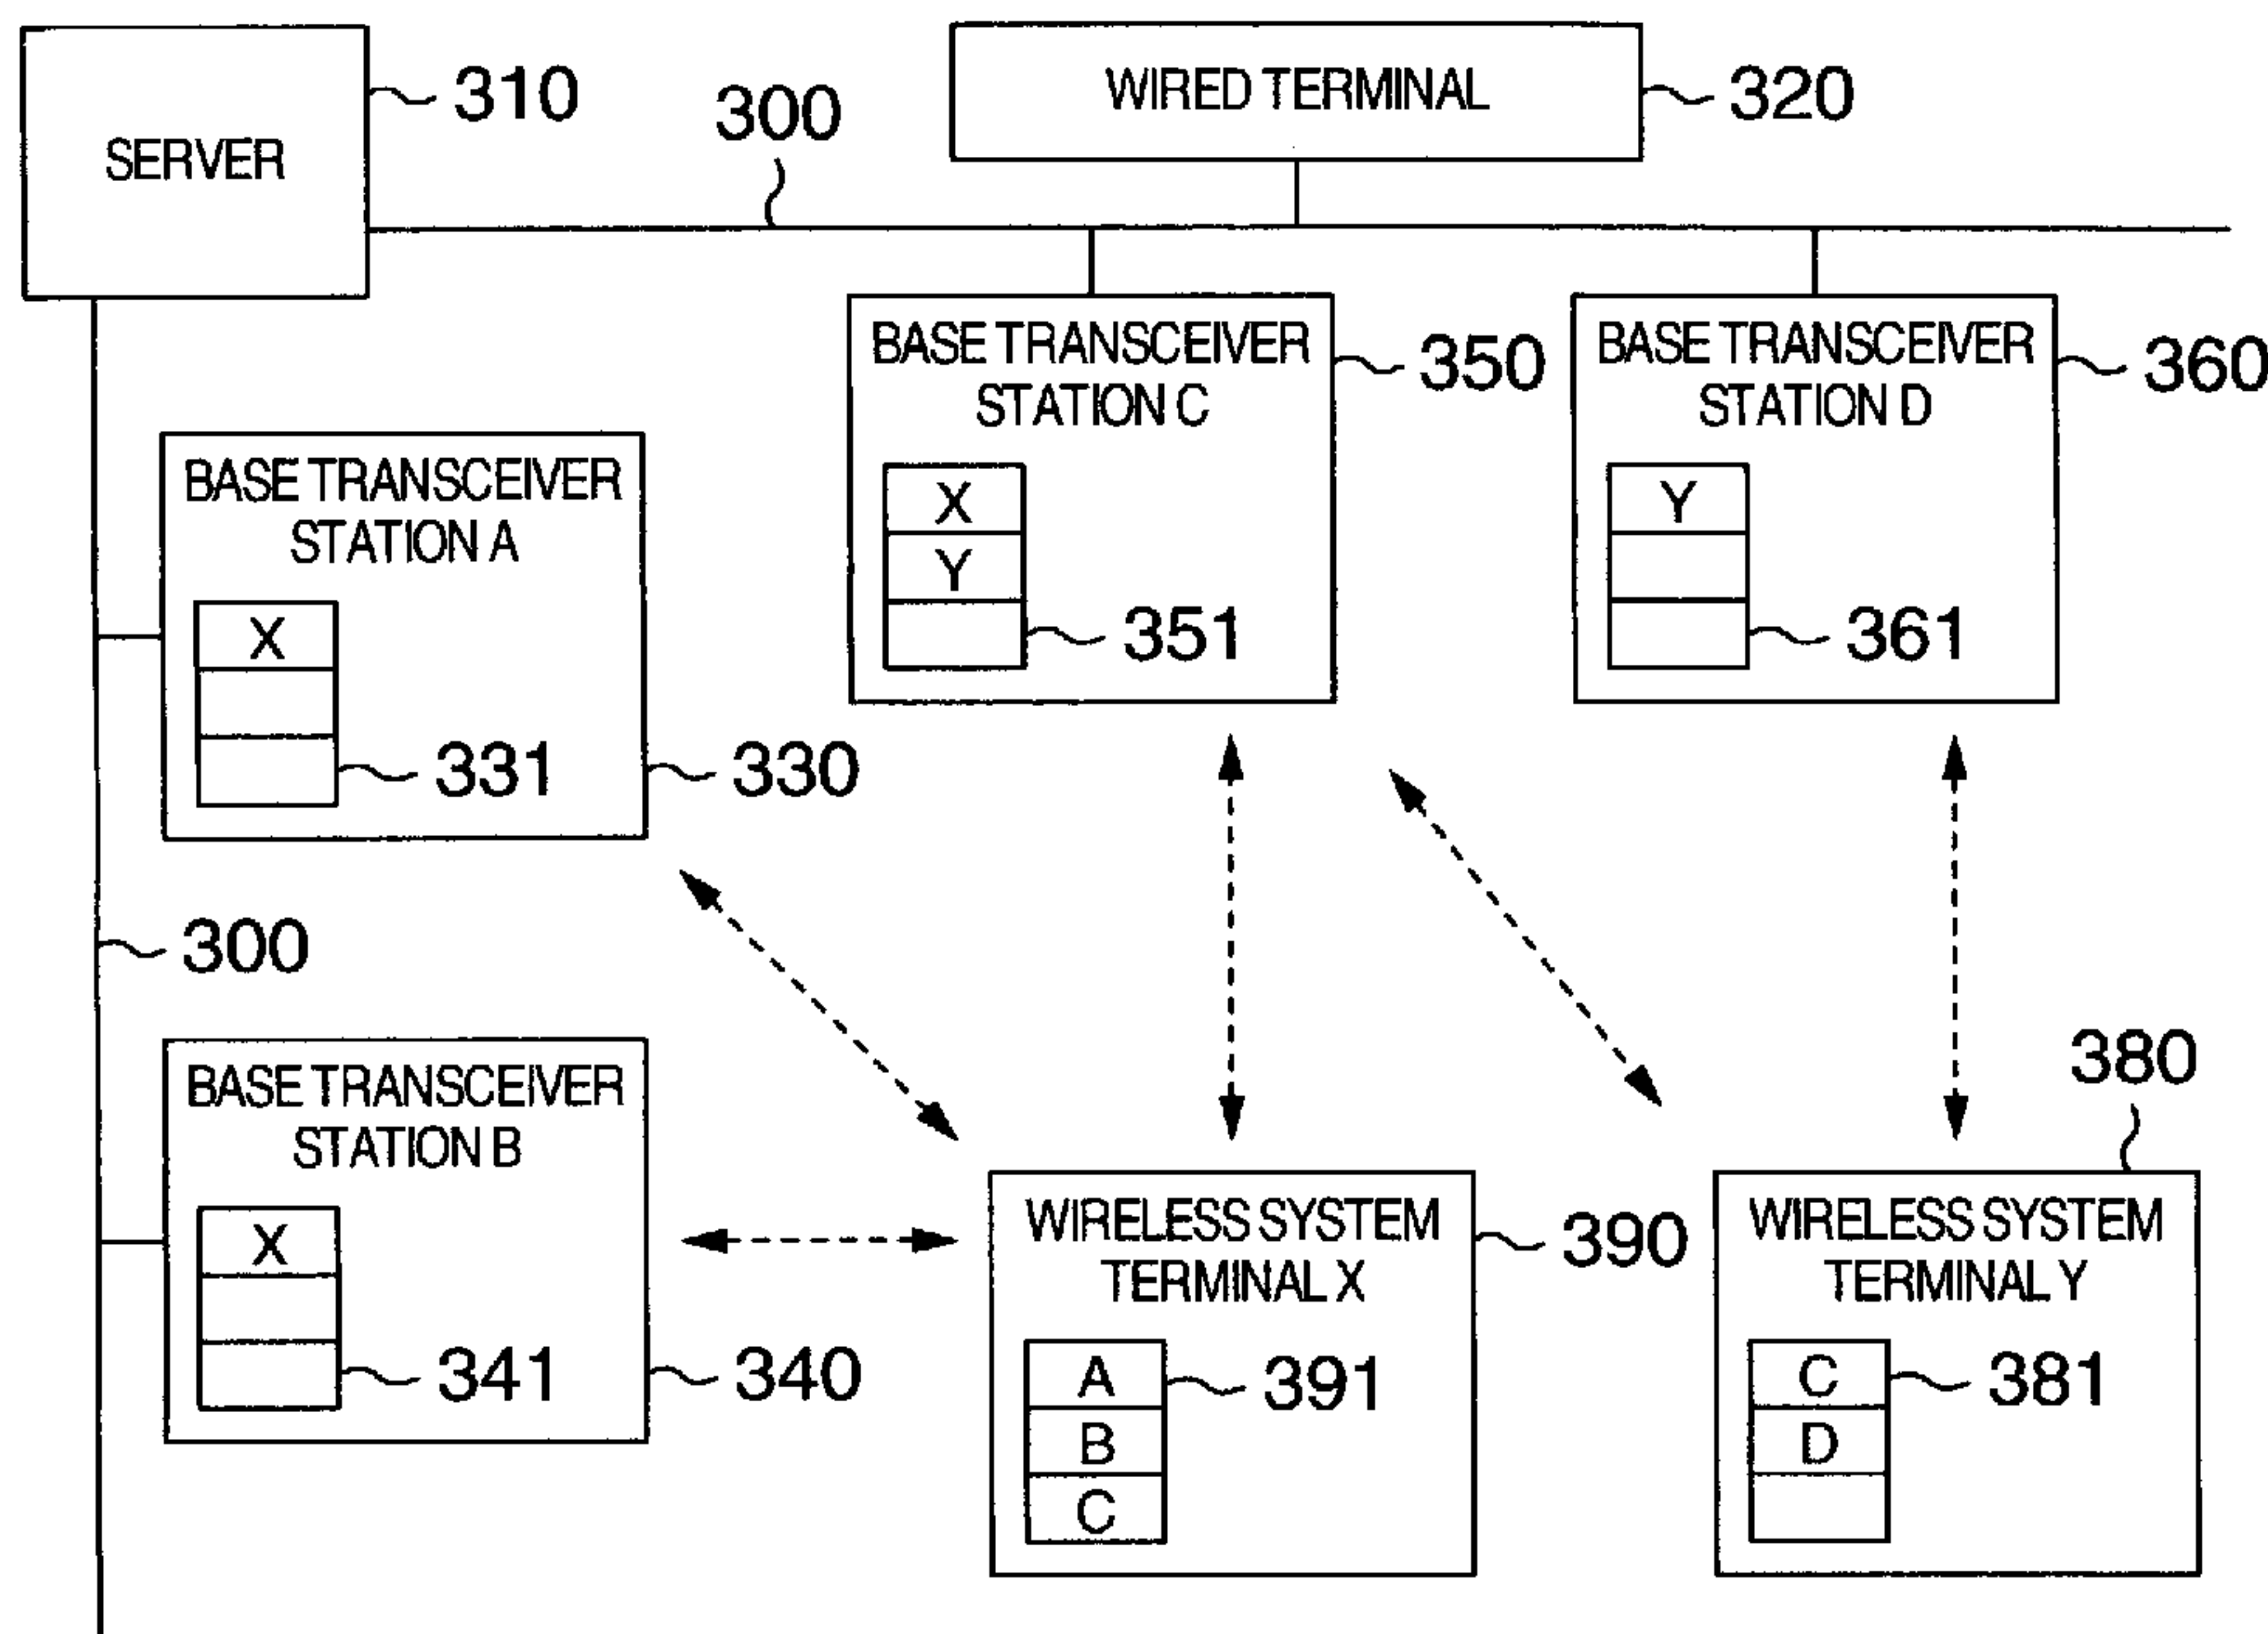 SERVER
310
300
WIRED TERMINAL
320
BASE TRANSCEIVER
STATION C
350
X
Y
351
BASE TRANSCEIVER
STATION D
360
Y
361
BASE TRANSCEIVER
STATION A
X
331
330
300
BASE TRANSCEIVER
STATION B
X
341
340
WIRELESS SYSTEM
TERMINAL X
390
A
391
B
C
380
WIRELESS SYSTEM
TERMINAL Y
C
381
D